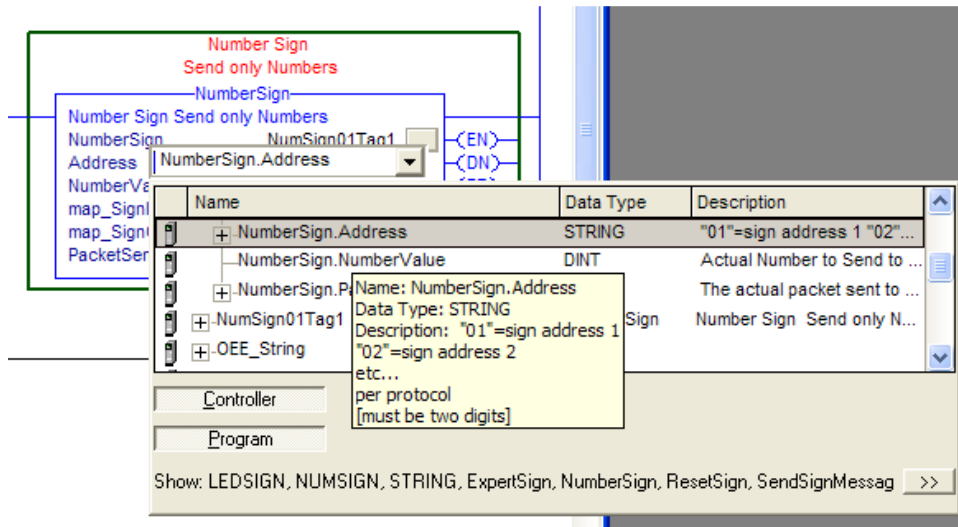 Number Sign
Send only Numbers
NumberSign
Number Sign Send only Numbers
NumberSign NumSign01Tag1 EN
Address NumberSign.Address DN
NumberVa
map_Sign
map_Sign
PacketSer
Name Data Type Description
NumberSign.Address STRING "01"=sign address 1 "02"...
NumberSign.NumberValue DINT Actual Number to Send to ...
NumberSign.P The actual packet sent to ...
NumSign01Tag1 Sign Number Sign Send only N...
OEE_String
Name: NumberSign.Address
Data Type: STRING
Description: "01"=sign address 1
"02"=sign address 2
etc...
per protocol
[must be two digits]
Controller
Program
Show: LEDSIGN, NUMSIGN, STRING, ExpertSign, NumberSign, ResetSign, SendSignMessag >>